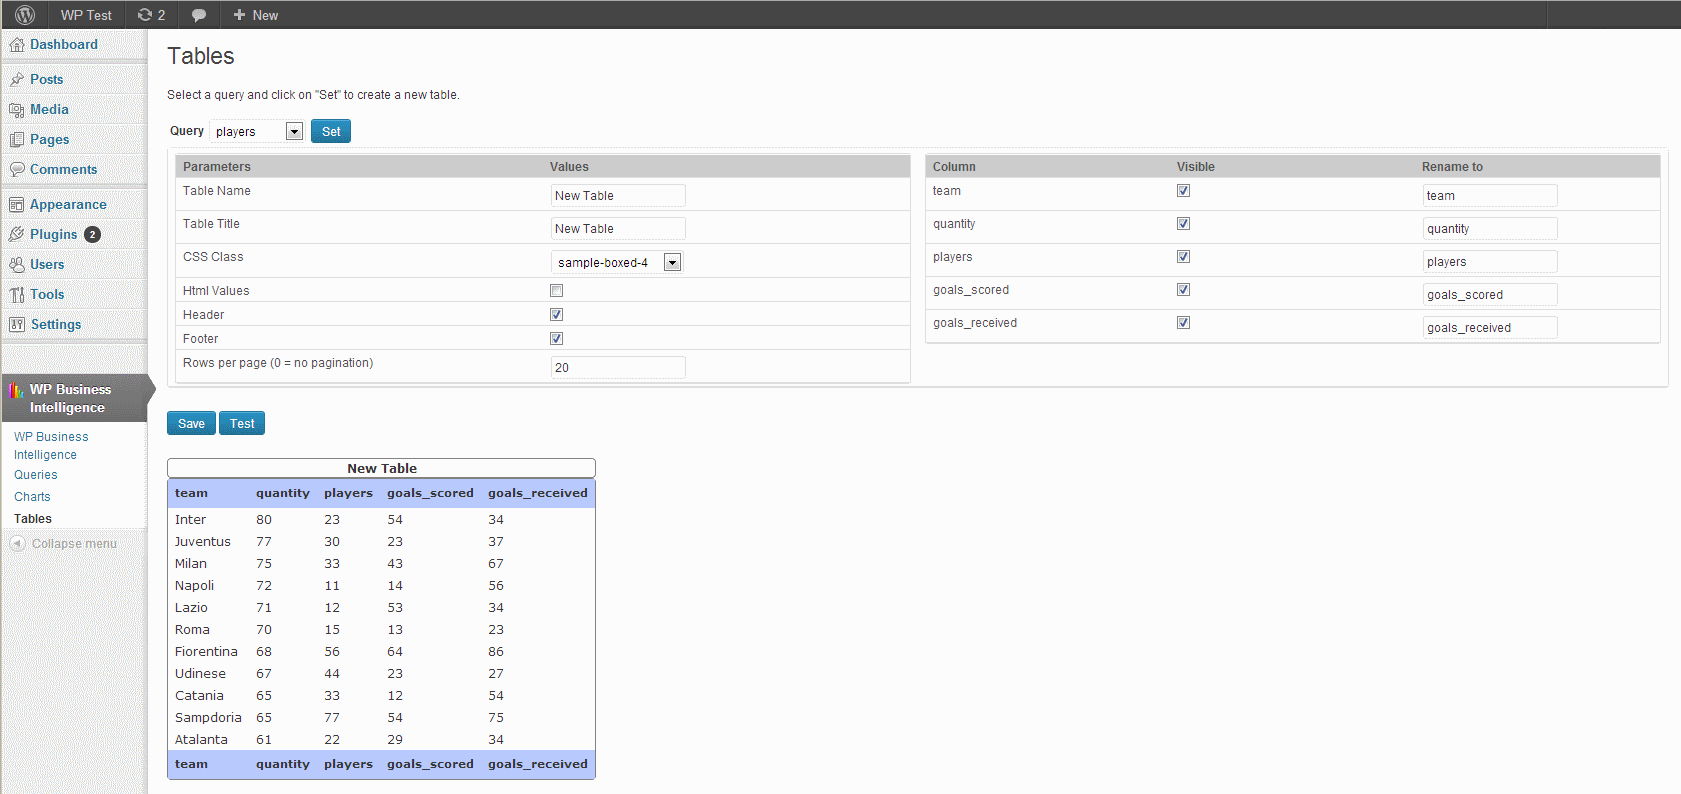 WP Test 2 New
Dashboard
Posts
Media
Pages
Comments
Appearance
Plugins 2
Users
Tools
Settings
WP Business
Intelligence
WP Business
Intelligence
Queries
Charts
Tables
Collapse menu
Tables
Select a query and click on "Set" to create a new table.
Query players Set
Parameters Values
Table Name New Table
Table Title New Table
CSS Class sample-boxed-4
Html Values
Header
Footer
Rows per page (0 = no pagination) 20
Column Visible Rename to
team team
quantity quantity
players players
goals_scored goals_scored
goals_received goals_received
Save Test
New Table
team quantity players goals_scored goals_received
Inter 80 23 54 34
Juventus 77 30 23 37
Milan 75 33 43 67
Napoli 72 11 14 56
Lazio 71 12 53 34
Roma 70 15 13 23
Fiorentina 68 56 64 86
Udinese 67 44 23 27
Catania 65 33 12 54
Sampdoria 65 77 54 75
Atalanta 61 22 29 34
team quantity players goals_scored goals_received